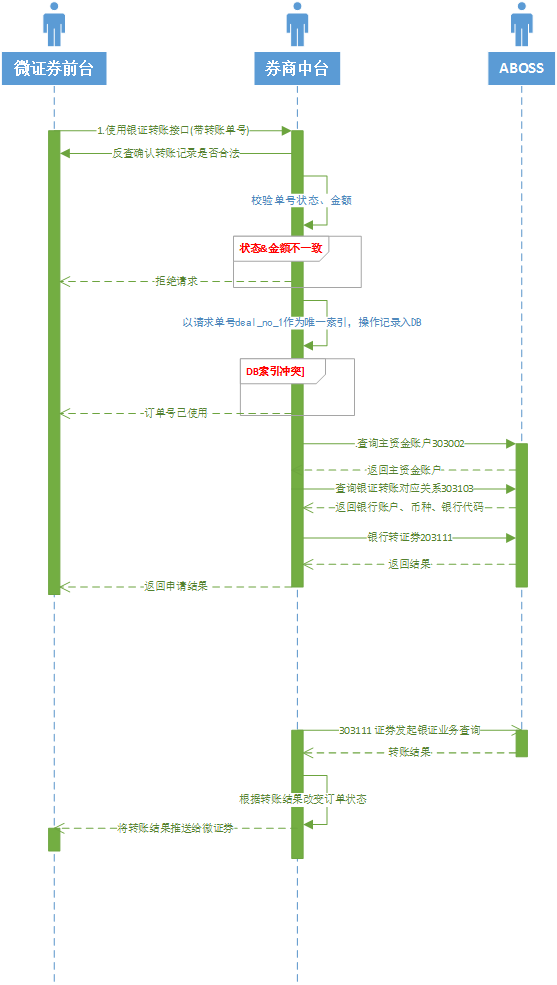 微证券前台
券商中台
ABOSS
1.使用银证转账接口(带转账单号)
反查确认转账记录是否合法
校验单号状态、金额
状态&金额不一致
拒绝请求
以请求单号deal_no_1作为唯一索引，操作记录入DB
DB索引冲突]
订单号已使用
.查询主资金账户303002
返回主资金账户
查询银证转账对应关系303103
返回银行账户、币种、银行代码
银行转证券203111
返回结果
返回申请结果
303111 证券发起银证业务查询
转账结果
根据转账结果改变订单状态
将转账结果推送给微证券